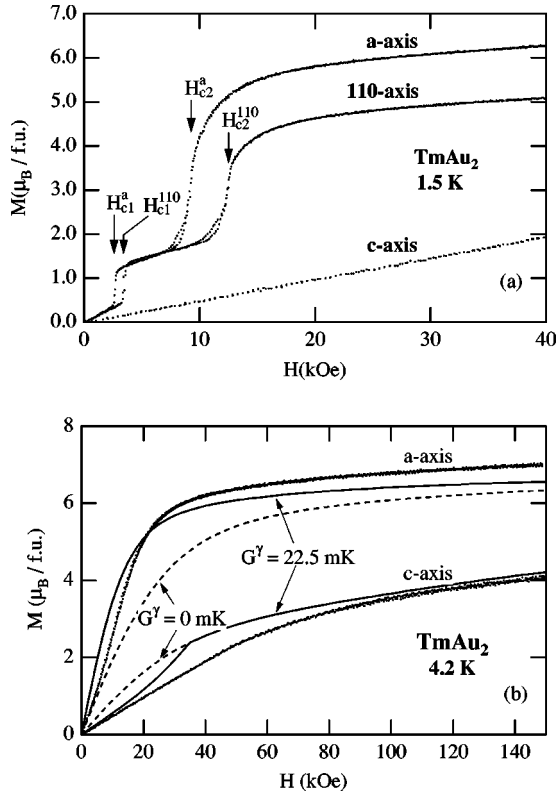 7.0
6.0
5.0
4.0
3.0
2.0
1.0
0.0
M(μB / f.u.)
a-axis
H^a_c2
110-axis
H^110_c2
TmAu2
1.5 K
H^a_c1 H^110_c1
c-axis
(a)
0 10 20 30 40
H(kOe)
8
6
4
2
0
M (μB / f.u.)
a-axis
G^γ = 22.5 mK
c-axis
G^γ = 0 mK
TmAu2
4.2 K
(b)
0 20 40 60 80 100 120 140
H (kOe)